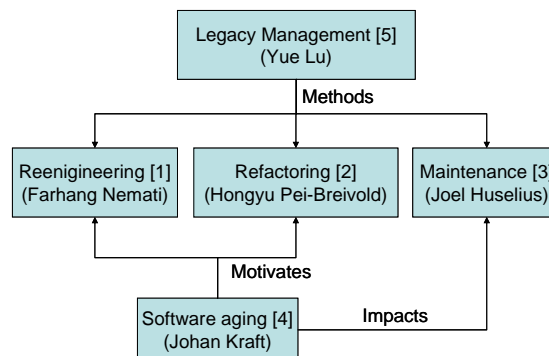 Legacy Management [5]
(Yue Lu)
Methods
Reenigineering [1]
(Farhang Nemati)
Refactoring [2]
(Hongyu Pei-Breivold)
Maintenance [3]
(Joel Huselius)
Motivates
Software aging [4]
(Johan Kraft)
Impacts